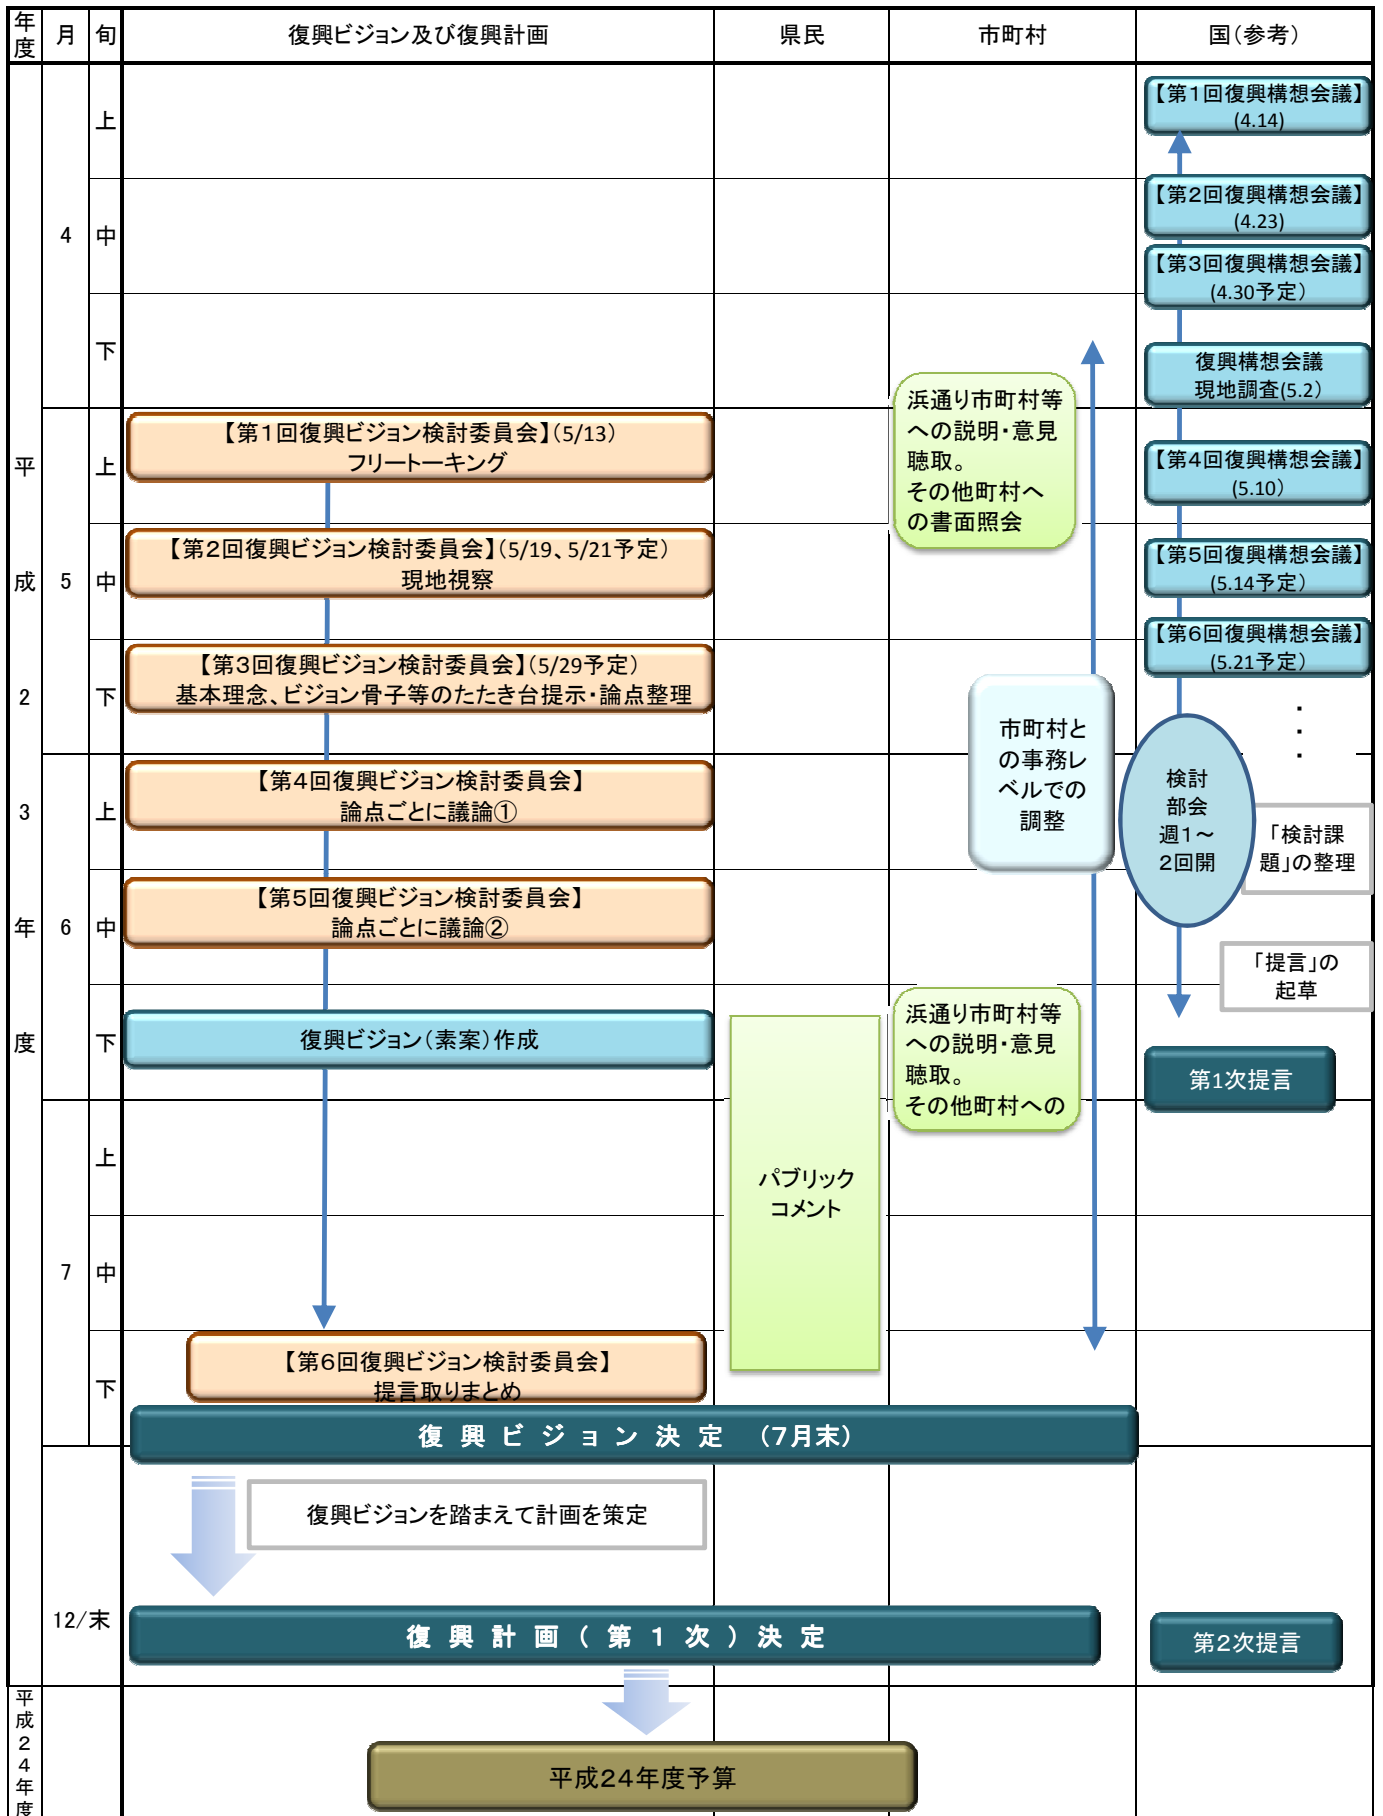 年度 月 旬 復興ビジョン及び復興計画 県民 市町村 国(参考)
平成23年度
4
上
【第1回復興構想会議】
(4.14)
中
【第2回復興構想会議】
(4.23)
【第3回復興構想会議】
(4.30予定)
下
復興構想会議
現地調査(5.2)
浜通り市町村等
への説明・意見
聴取。
その他町村へ
の書面照会
5
上
【第1回復興ビジョン検討委員会】(5/13)
フリートーキング
【第4回復興構想会議】
(5.10)
中
【第2回復興ビジョン検討委員会】(5/19、5/21予定)
現地視察
【第5回復興構想会議】
(5.14予定)
下
【第3回復興ビジョン検討委員会】(5/29予定)
基本理念、ビジョン骨子等のたたき台提示・論点整理
【第6回復興構想会議】
(5.21予定)
・
・
・
市町村と
の事務レ
ベルでの
調整
検討
部会
週1~
2回開
「検討課
題」の整理
6
上
【第4回復興ビジョン検討委員会】
論点ごとに議論①
中
【第5回復興ビジョン検討委員会】
論点ごとに議論②
「提言」の
起草
下
復興ビジョン(素案)作成
浜通り市町村等
への説明・意見
聴取。
その他町村への
第1次提言
パブリック
コメント
7
上
中
下
【第6回復興ビジョン検討委員会】
提言取りまとめ
復興ビジョン決定 (7月末)
復興ビジョンを踏まえて計画を策定
12/末
復興計画(第1次)決定
第2次提言
平成24年度
平成24年度予算